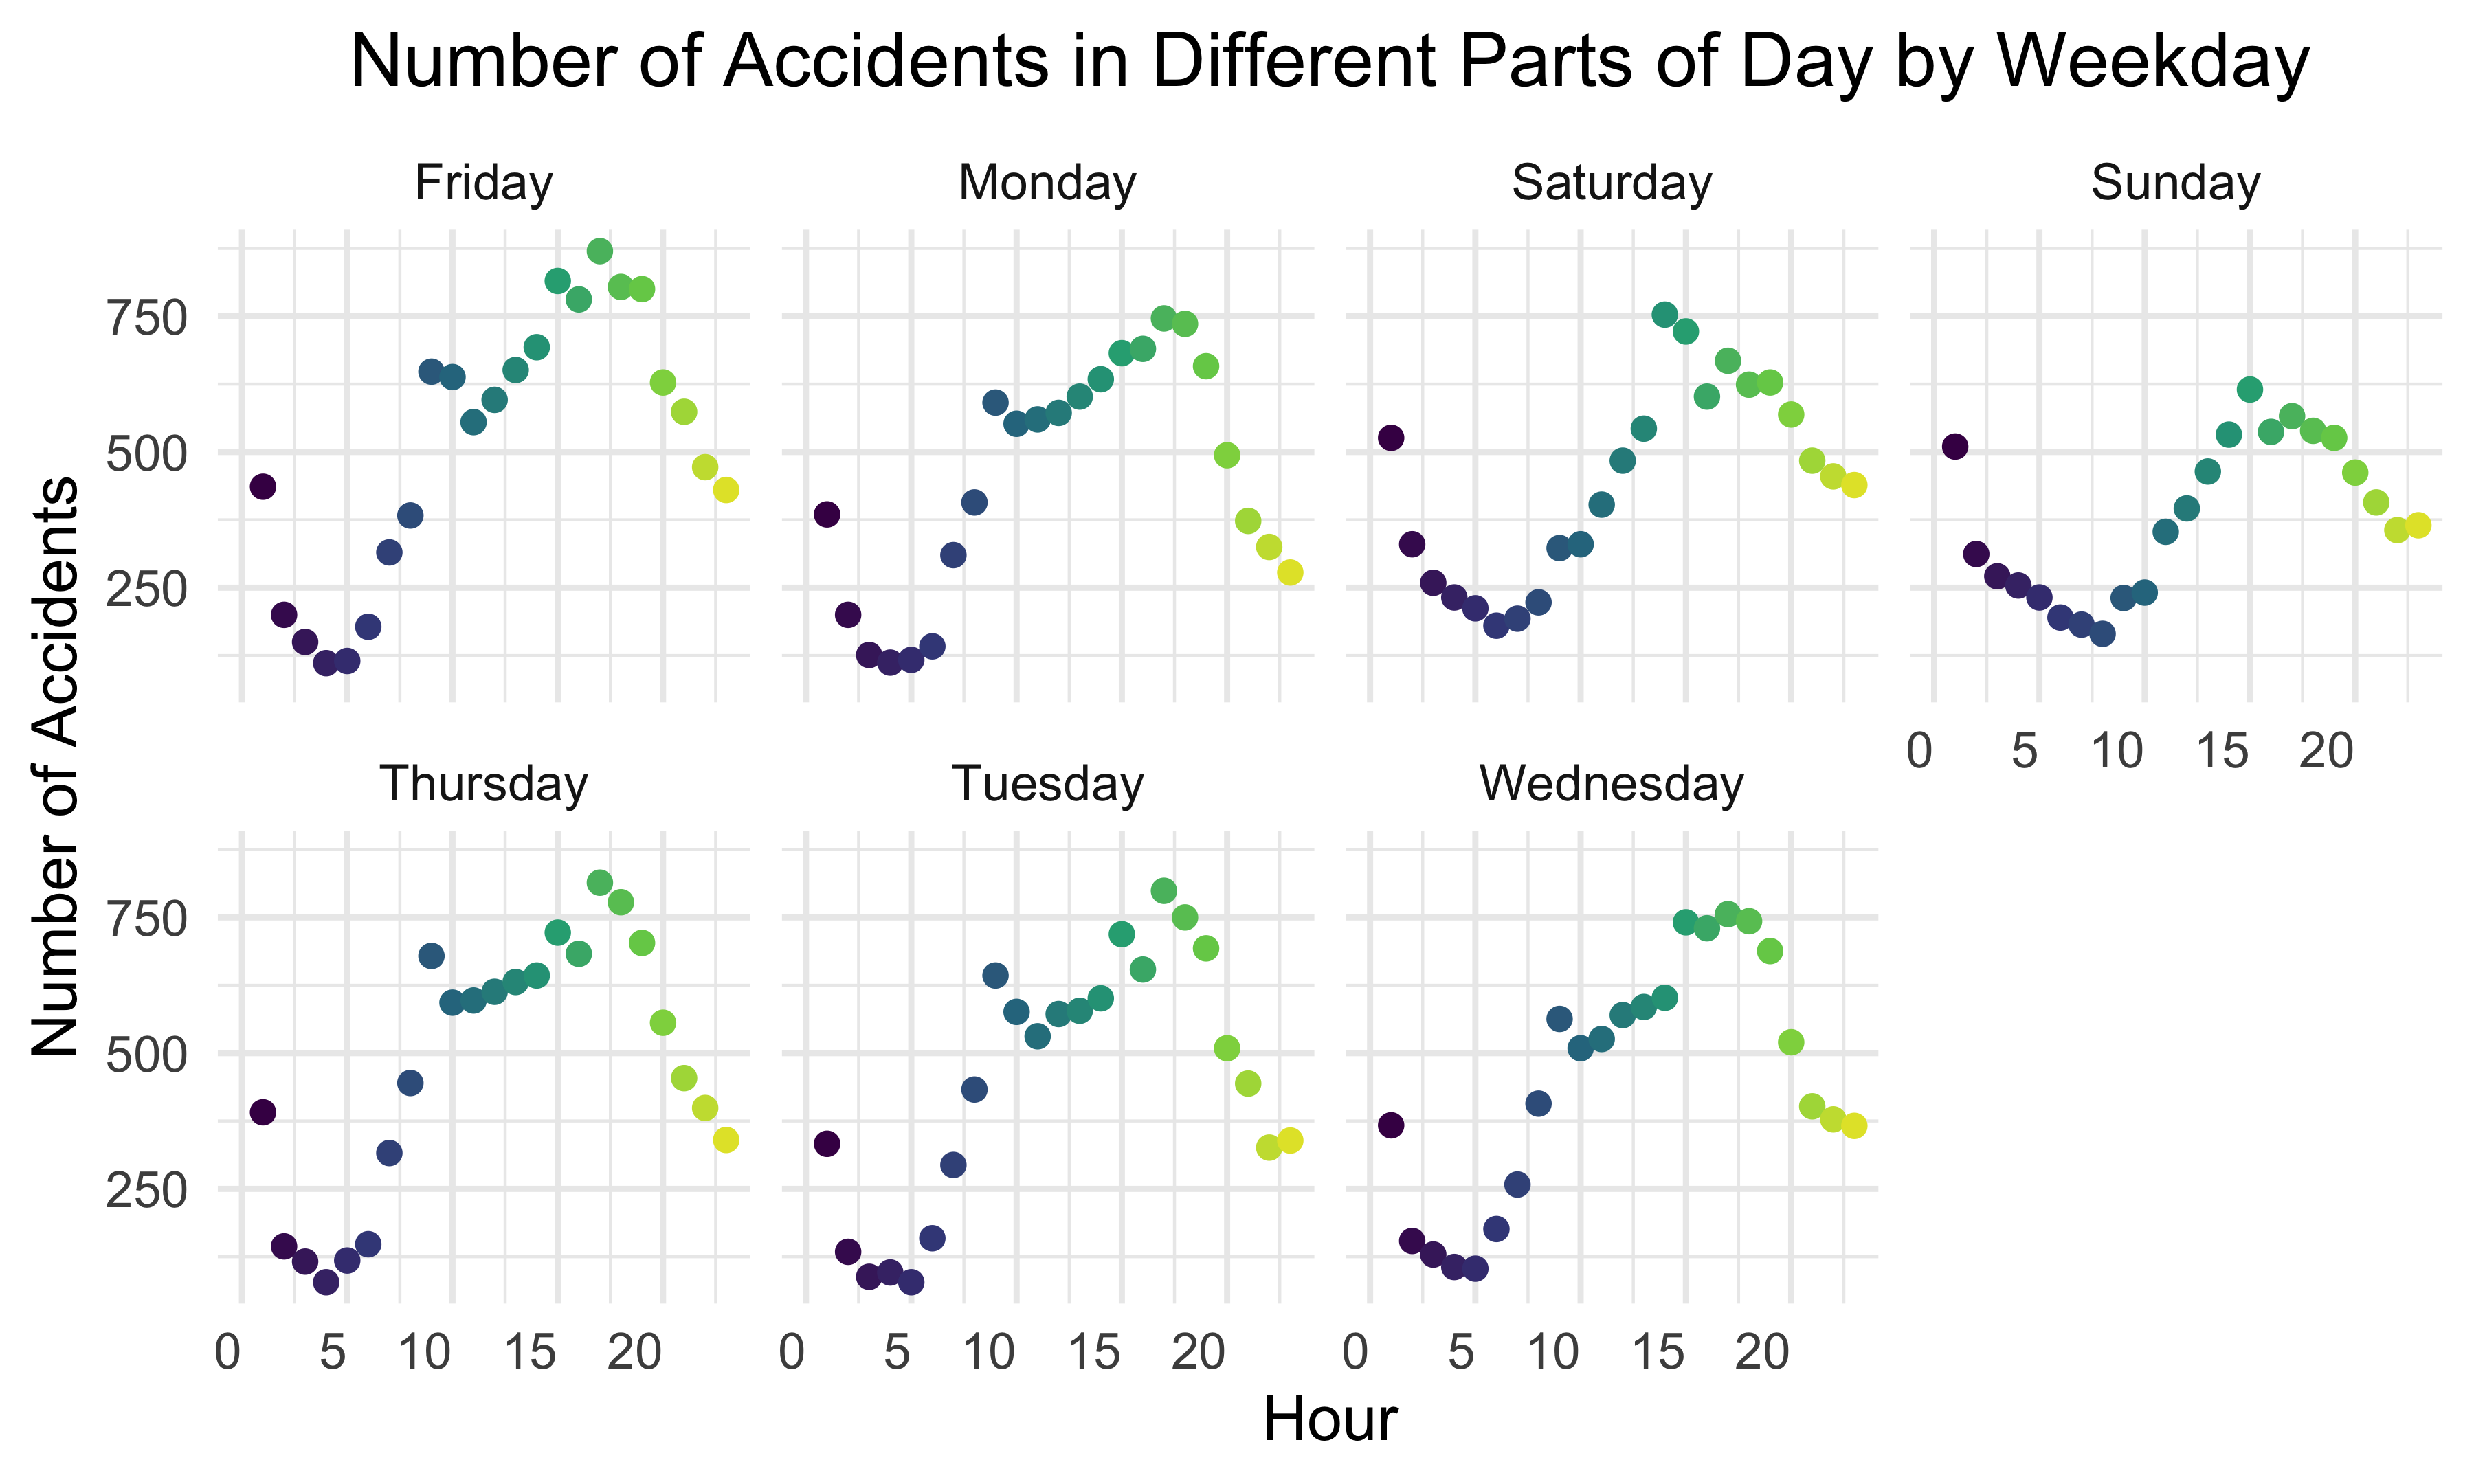 Number of Accidents in Different Parts of Day by Weekday
Friday
Monday
Saturday
Sunday
750
500
250
0 5 10 15 20
Number of Accidents
Thursday
Tuesday
Wednesday
750
500
250
0 5 10 15 20
0 5 10 15 20
0 5 10 15 20
Hour